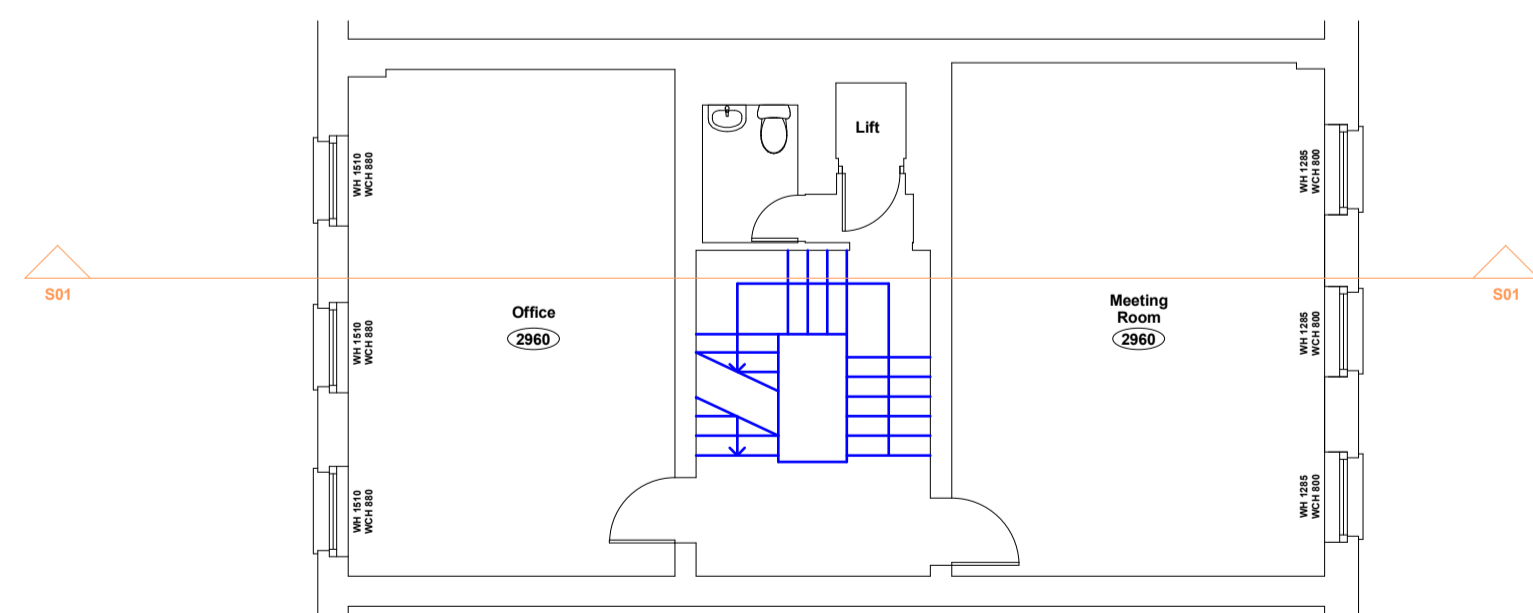 Lift
WH 1510
WCH 880
WH 1285
WCH 800
S01
S01
Office
2960
Meeting
Room
2960
WH 1510
WCH 880
WH 1285
WCH 800
WH 1510
WCH 880
WH 1285
WCH 800